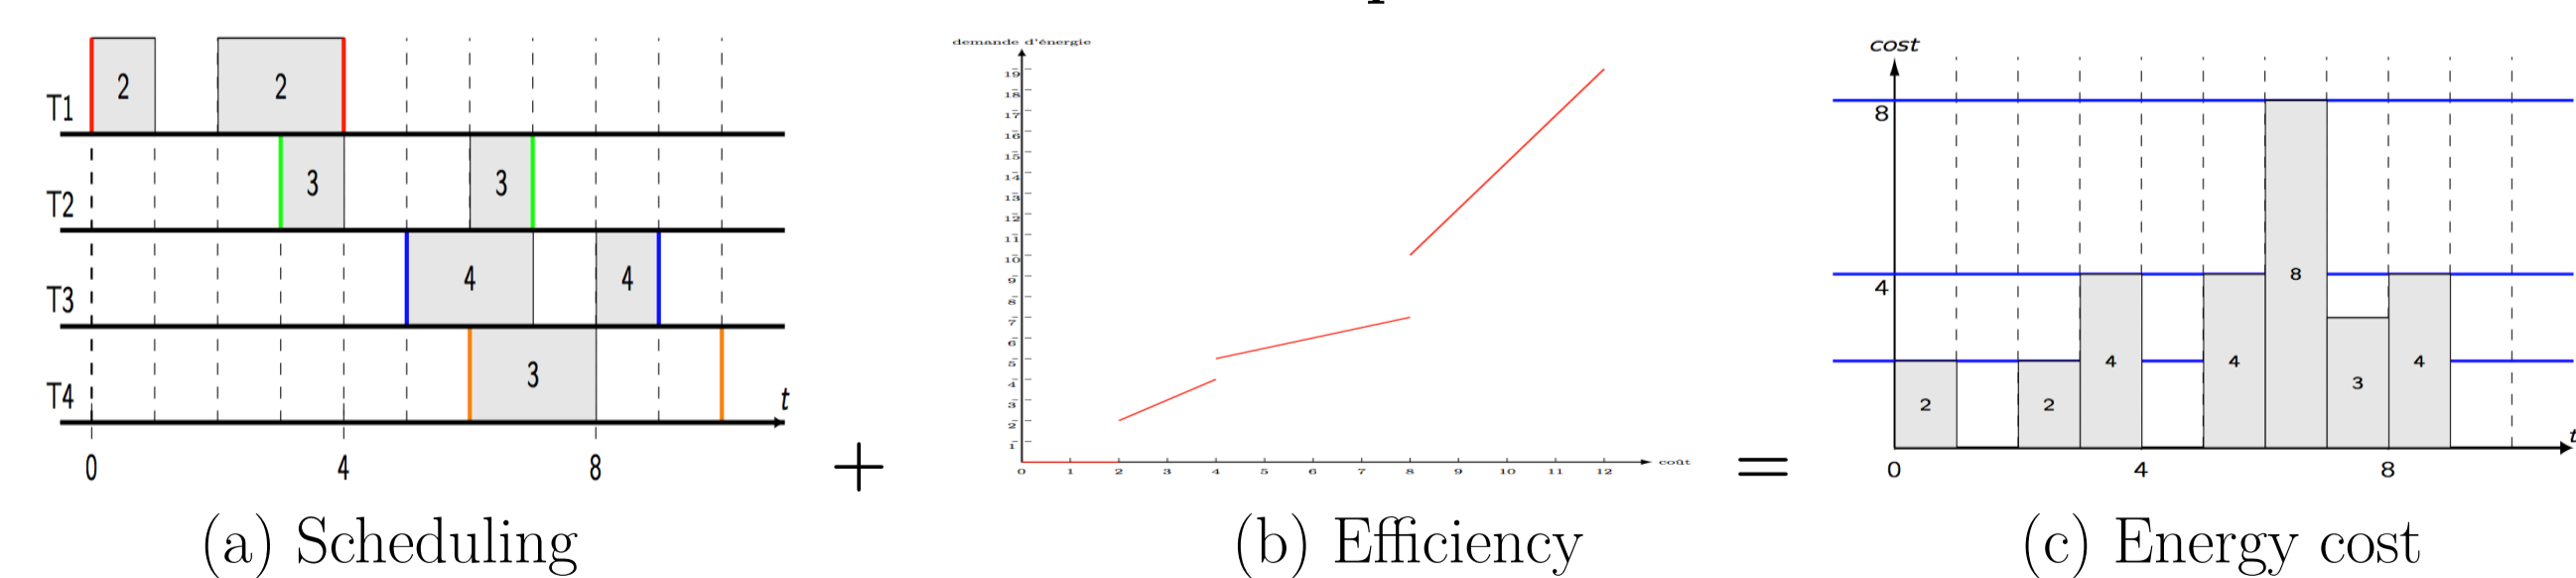 2 2
T1
3 3
T2
4 4
T3
3
T4 t
0 4 8
(a) Scheduling
+
demande d'énergie
19
18
17
16
15
14
13
12
11
10
9
8
7
6
5
4
3
2
1
0 1 2 3 4 5 6 7 8 9 10 11 12 coût
(b) Efficiency
=
cost
8
4
2 2 4 4 8 3 4
t
0 4 8
(c) Energy cost